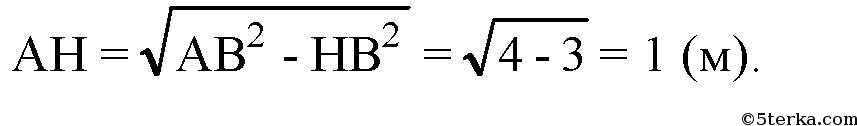 AH = √(AB² - HB²) = √(4 - 3) = 1 (м).
©5terka.com